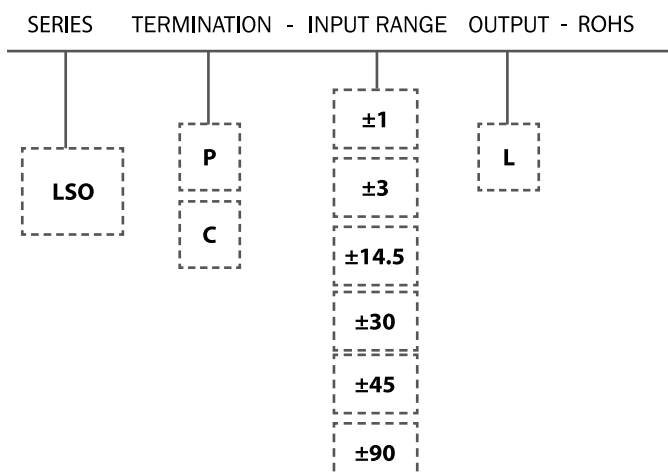 SERIES TERMINATION - INPUT RANGE OUTPUT - ROHS
LSO
P
C
±1
±3
±14.5
±30
±45
±90
L